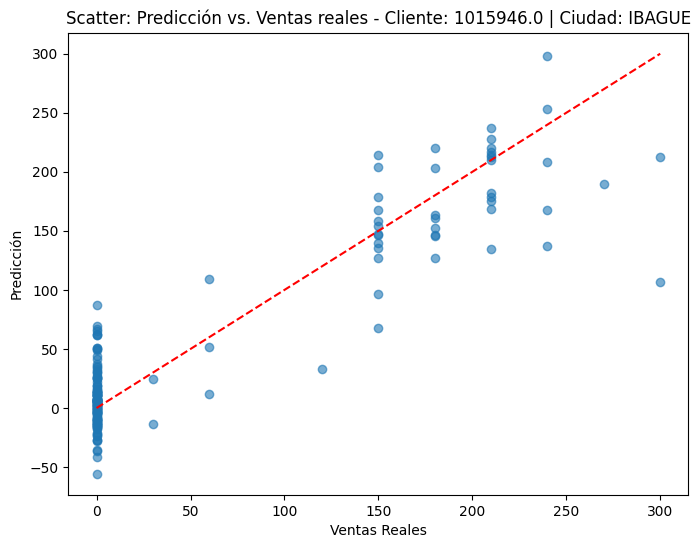 Scatter: Predicción vs. Ventas reales - Cliente: 1015946.0 | Ciudad: IBAGUE
300
250
200
150
100
50
0
−50
Predicción
0 50 100 150 200 250 300
Ventas Reales